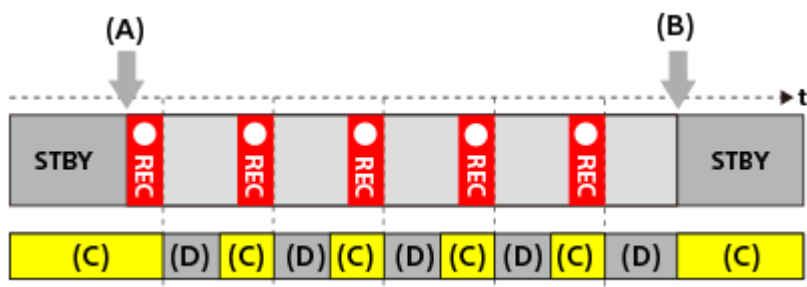 (A) (B)
t
STBY REC REC REC REC REC STBY
(C) (D) (C) (D) (C) (D) (C) (D) (C) (D) (C)